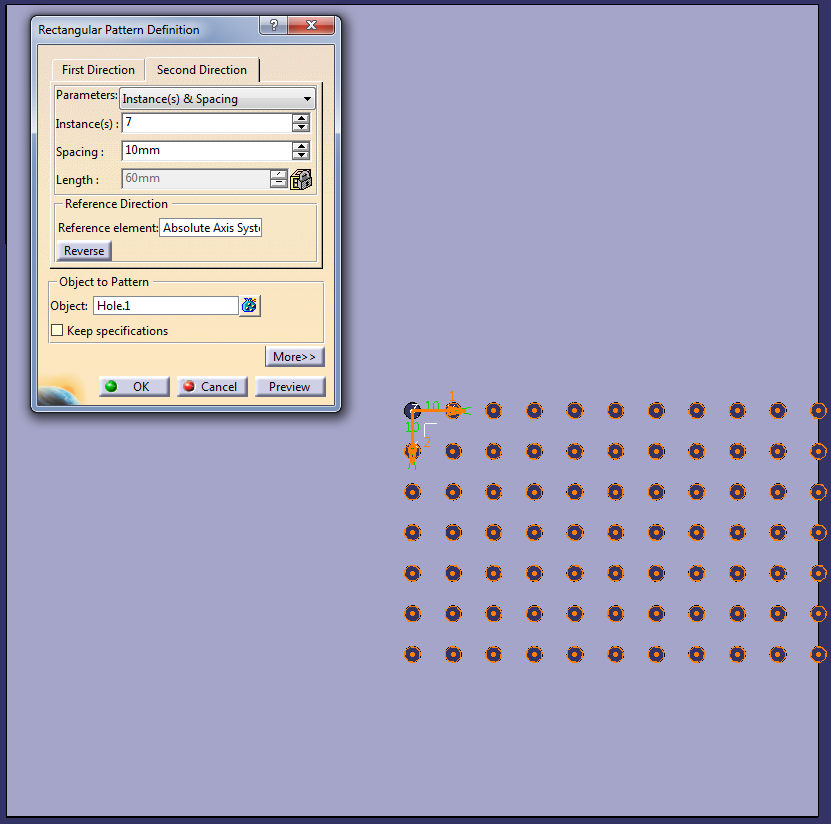 Rectangular Pattern Definition
?
First Direction Second Direction
Parameters: Instance(s) & Spacing
Instance(s) : 7
Spacing : 10mm
Length : 60mm
Reference Direction
Reference element: Absolute Axis Syst
Reverse
Object to Pattern
Object: Hole.1
Keep specifications
More>>
OK Cancel Preview
1
10
10
2